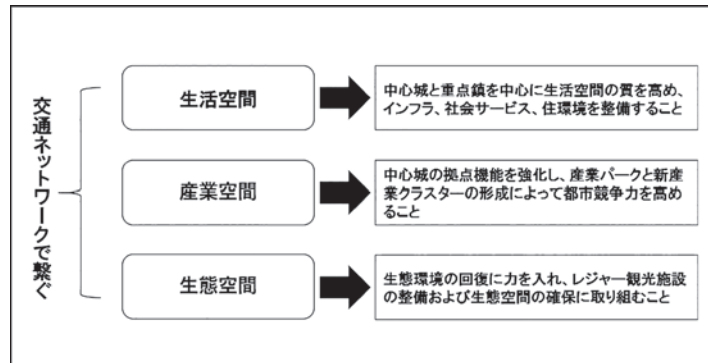 交通ネットワークで繋ぐ
生活空間
中心城と重点鎮を中心に生活空間の質を高め、
インフラ、社会サービス、住環境を整備すること
産業空間
中心城の拠点機能を強化し、産業パークと新産
業クラスターの形成によって都市競争力を高め
ること
生態空間
生態環境の回復に力を入れ、レジャー観光施設
の整備および生態空間の確保に取り組むこと